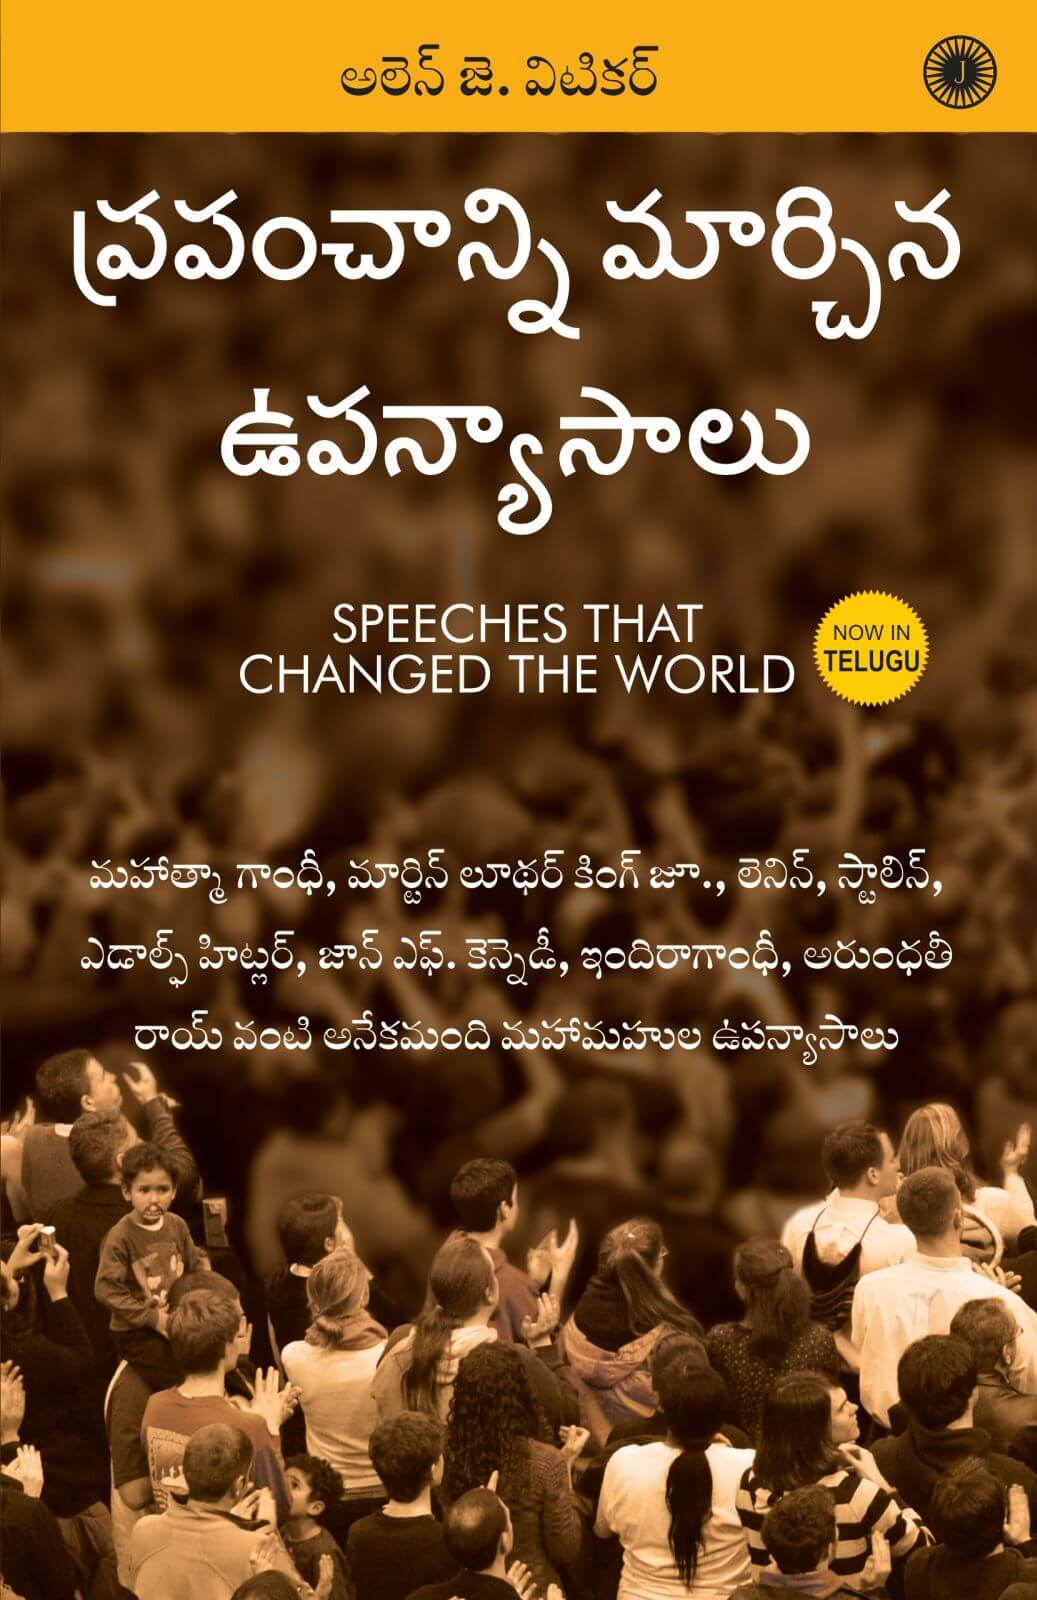 అలెన్ జె. విటికర్
J
ప్రపంచాన్ని మార్చిన
ఉపన్యాసాలు
SPEECHES THAT
CHANGED THE WORLD
NOW IN
TELUGU
మహాత్మా గాంధీ, మార్టిన్ లూథర్ కింగ్ జూ., లెనిన్, స్టాలిన్,
ఎడాల్ఫ్ హిట్లర్, జాన్ ఎఫ్. కెన్నెడీ, ఇందిరాగాంధీ, అరుంధతీ
రాయ్ వంటి అనేకమంది మహామహుల ఉపన్యాసాలు